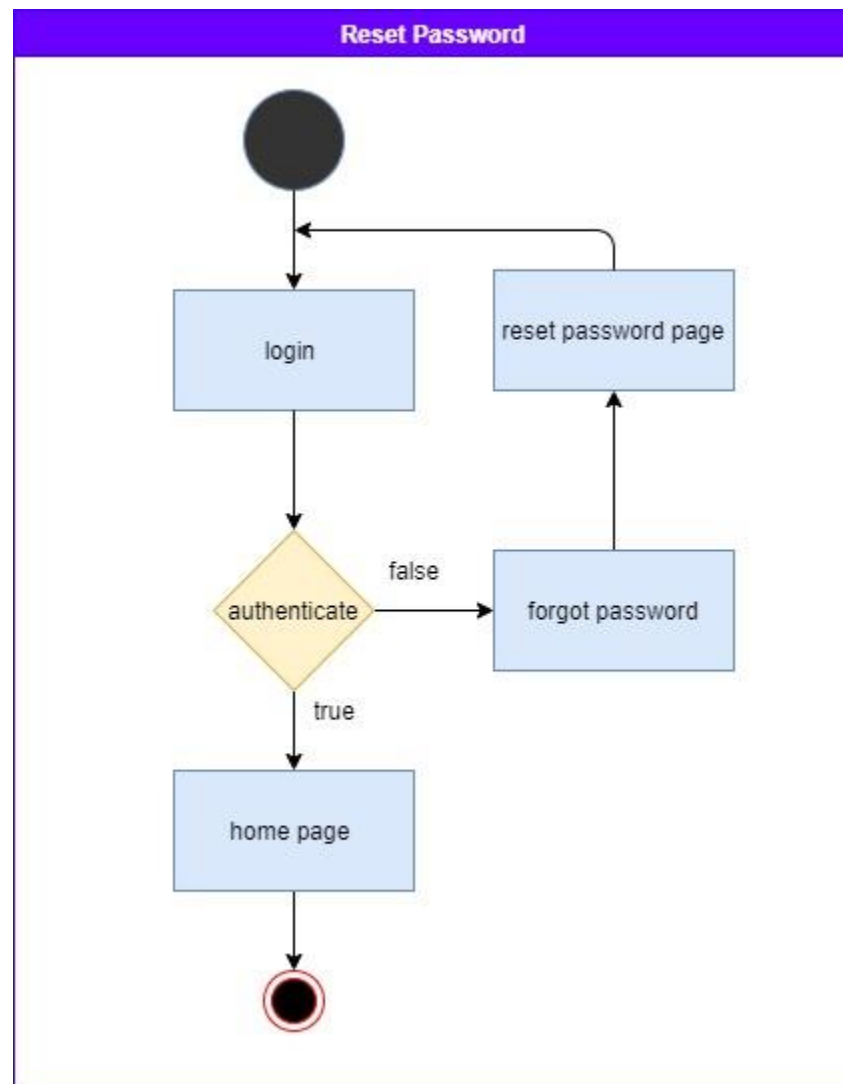 Reset Password
login
reset password page
authenticate
false
forgot password
true
home page